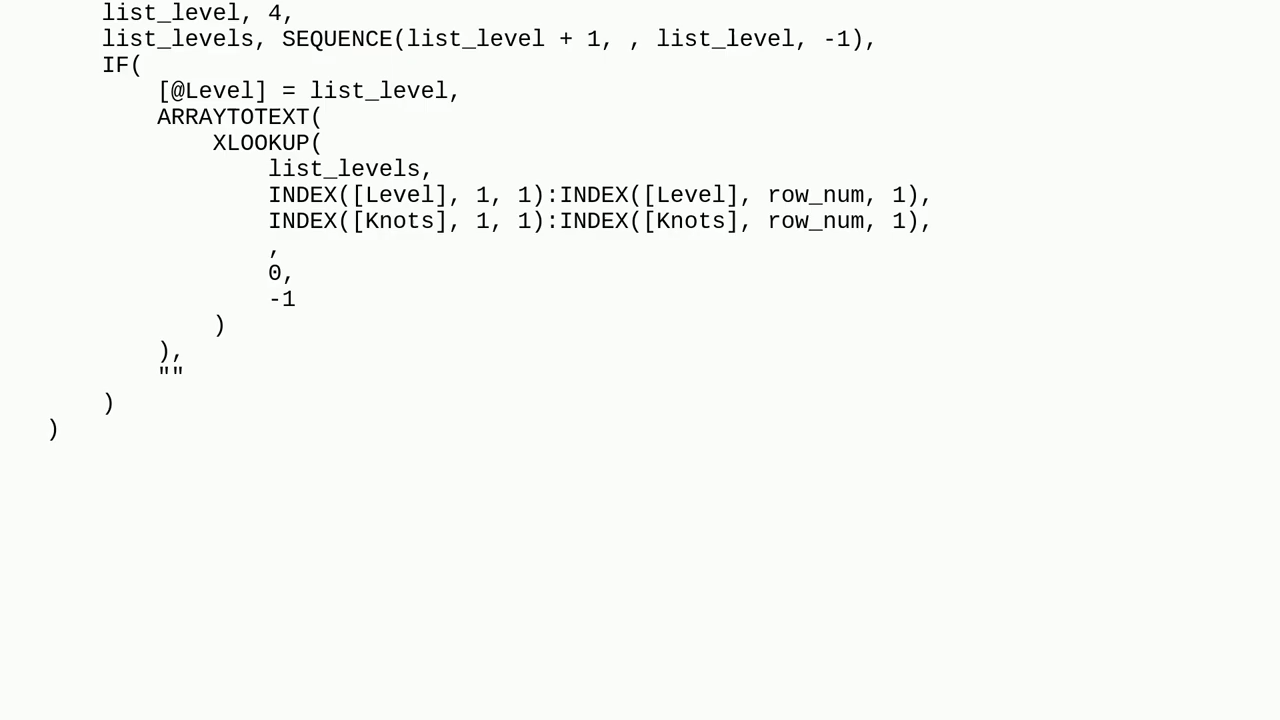 list_level, 4,
list_levels, SEQUENCE(list_level + 1, , list_level, -1),
IF(
[@Level] = list_level,
ARRAYTOTEXT(
XLOOKUP(
list_levels,
INDEX([Level], 1, 1):INDEX([Level], row_num, 1),
INDEX([Knots], 1, 1):INDEX([Knots], row_num, 1),
,
0,
-1
)
),
""
)
)